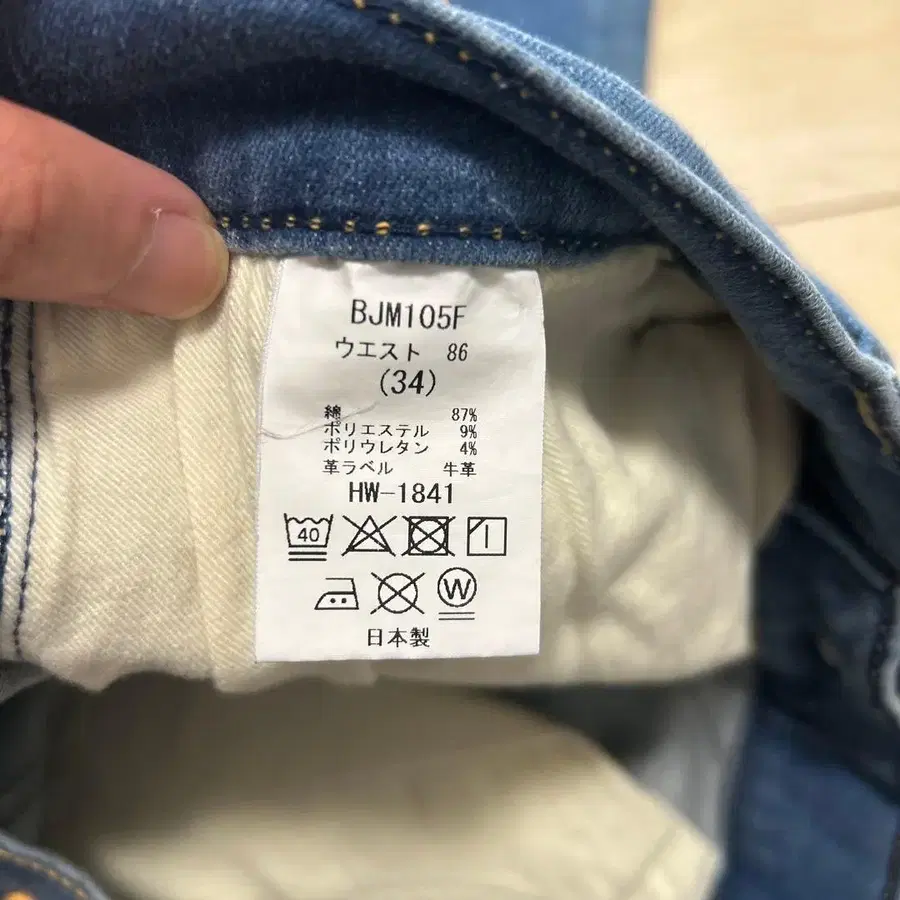 BJM105F
ウエスト 86
(34)
綿 87%
ポリエステル 9%
ポリウレタン 4%
革ラベル 牛革
HW-1841
40
W
日本製